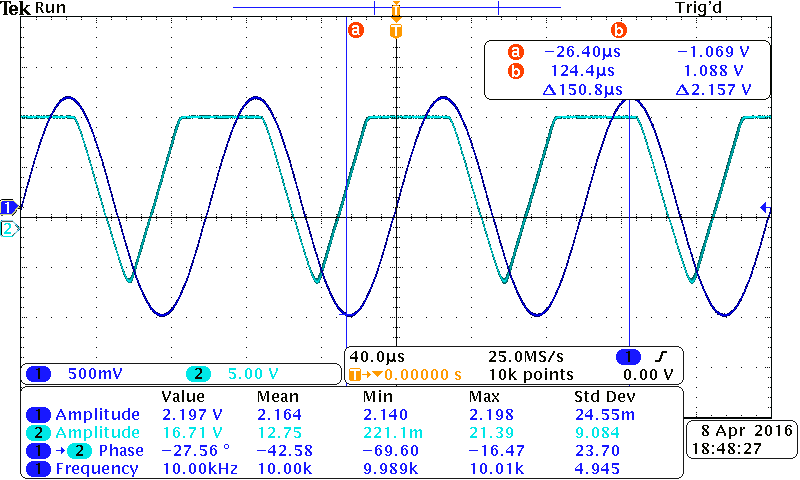 Tek Run Trig'd
T
a T b
a −26.40µs −1.069 V
b 124.4µs 1.088 V
Δ150.8µs Δ2.157 V
1
2
1 500mV 2 5.00 V
40.0µs 25.0MS/s 1 0.00 V
T 0.00000 s 10k points
Value Mean Min Max Std Dev
1 Amplitude 2.197 V 2.164 2.140 2.198 24.55m
2 Amplitude 16.71 V 12.75 221.1m 21.39 9.084
1 → 2 Phase −27.56 ° −42.58 −69.60 −16.47 23.70
1 Frequency 10.00kHz 10.00k 9.989k 10.01k 4.945
8 Apr 2016
18:48:27